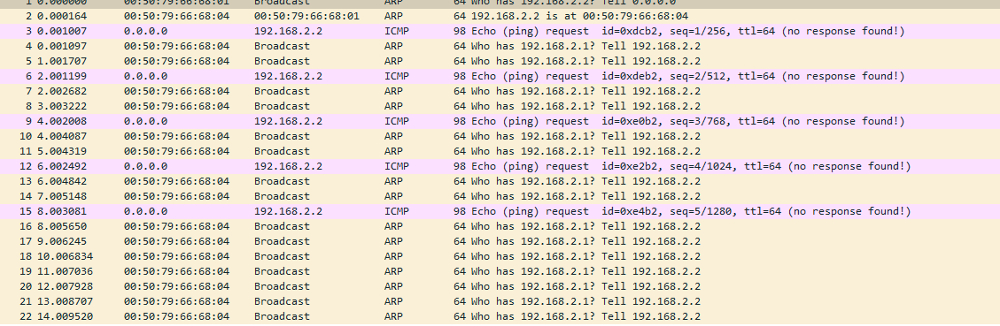 1 0.000000 00:50:79:66:68:01 Broadcast ARP 64 Who has 192.168.2.2? Tell 0.0.0.0
2 0.000164 00:50:79:66:68:04 00:50:79:66:68:01 ARP 64 192.168.2.2 is at 00:50:79:66:68:04
3 0.001007 0.0.0.0 192.168.2.2 ICMP 98 Echo (ping) request id=0xdcb2, seq=1/256, ttl=64 (no response found!)
4 0.001097 00:50:79:66:68:04 Broadcast ARP 64 Who has 192.168.2.1? Tell 192.168.2.2
5 1.001707 00:50:79:66:68:04 Broadcast ARP 64 Who has 192.168.2.1? Tell 192.168.2.2
6 2.001199 0.0.0.0 192.168.2.2 ICMP 98 Echo (ping) request id=0xdeb2, seq=2/512, ttl=64 (no response found!)
7 2.002682 00:50:79:66:68:04 Broadcast ARP 64 Who has 192.168.2.1? Tell 192.168.2.2
8 3.003222 00:50:79:66:68:04 Broadcast ARP 64 Who has 192.168.2.1? Tell 192.168.2.2
9 4.002008 0.0.0.0 192.168.2.2 ICMP 98 Echo (ping) request id=0xe0b2, seq=3/768, ttl=64 (no response found!)
10 4.004087 00:50:79:66:68:04 Broadcast ARP 64 Who has 192.168.2.1? Tell 192.168.2.2
11 5.004319 00:50:79:66:68:04 Broadcast ARP 64 Who has 192.168.2.1? Tell 192.168.2.2
12 6.002492 0.0.0.0 192.168.2.2 ICMP 98 Echo (ping) request id=0xe2b2, seq=4/1024, ttl=64 (no response found!)
13 6.004842 00:50:79:66:68:04 Broadcast ARP 64 Who has 192.168.2.1? Tell 192.168.2.2
14 7.005148 00:50:79:66:68:04 Broadcast ARP 64 Who has 192.168.2.1? Tell 192.168.2.2
15 8.003081 0.0.0.0 192.168.2.2 ICMP 98 Echo (ping) request id=0xe4b2, seq=5/1280, ttl=64 (no response found!)
16 8.005650 00:50:79:66:68:04 Broadcast ARP 64 Who has 192.168.2.1? Tell 192.168.2.2
17 9.006245 00:50:79:66:68:04 Broadcast ARP 64 Who has 192.168.2.1? Tell 192.168.2.2
18 10.006834 00:50:79:66:68:04 Broadcast ARP 64 Who has 192.168.2.1? Tell 192.168.2.2
19 11.007036 00:50:79:66:68:04 Broadcast ARP 64 Who has 192.168.2.1? Tell 192.168.2.2
20 12.007928 00:50:79:66:68:04 Broadcast ARP 64 Who has 192.168.2.1? Tell 192.168.2.2
21 13.008707 00:50:79:66:68:04 Broadcast ARP 64 Who has 192.168.2.1? Tell 192.168.2.2
22 14.009520 00:50:79:66:68:04 Broadcast ARP 64 Who has 192.168.2.1? Tell 192.168.2.2